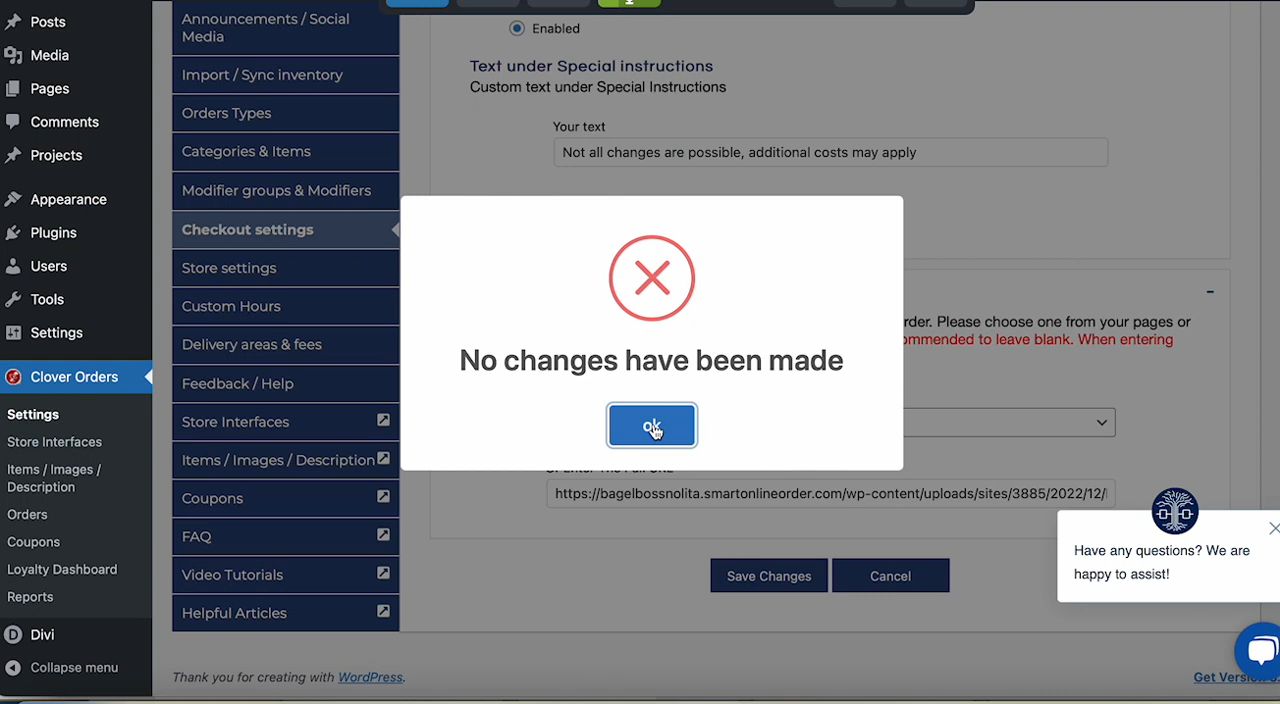 Posts
Media
Pages
Comments
Projects
Appearance
Plugins
Users
Tools
Settings
Clover Orders
Settings
Store Interfaces
Items / Images /
Description
Orders
Coupons
Loyalty Dashboard
Reports
Divi
Collapse menu
Announcements / Social
Media
Import / Sync inventory
Orders Types
Categories & Items
Modifier groups & Modifiers
Checkout settings
Store settings
Custom Hours
Delivery areas & fees
Feedback / Help
Store Interfaces
Items / Images / Description
Coupons
FAQ
Video Tutorials
Helpful Articles
Enabled
Text under Special instructions
Custom text under Special Instructions
Your text
Not all changes are possible, additional costs may apply
No changes have been made
ok
rder. Please choose one from your pages or
ommended to leave blank. When entering
https://bagelbossnolita.smartonlineorder.com/wp-content/uploads/sites/3885/2022/12/
Save Changes
Cancel
Have any questions? We are
happy to assist!
Thank you for creating with WordPress.
Get Version